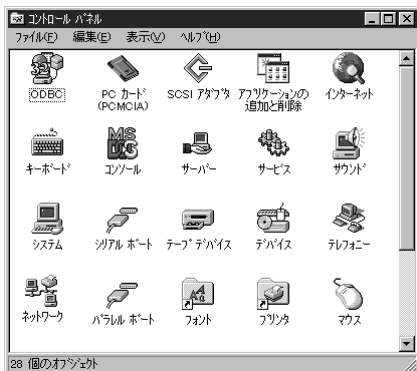 コントロール パネル
ファイル(F) 編集(E) 表示(V) ヘルプ(H)
ODBC
PC カード
(PCMCIA)
SCSI アダプタ
アプリケーションの
追加と削除
インターネット
キーボード
MS
DOS
コンソール
サーバー
サービス
サウンド
システム
シリアル ポート
テープ デバイス
デバイス
テレフォニー
ネットワーク
パラレル ポート
フォント
プリンタ
マウス
28 個のオブジェクト